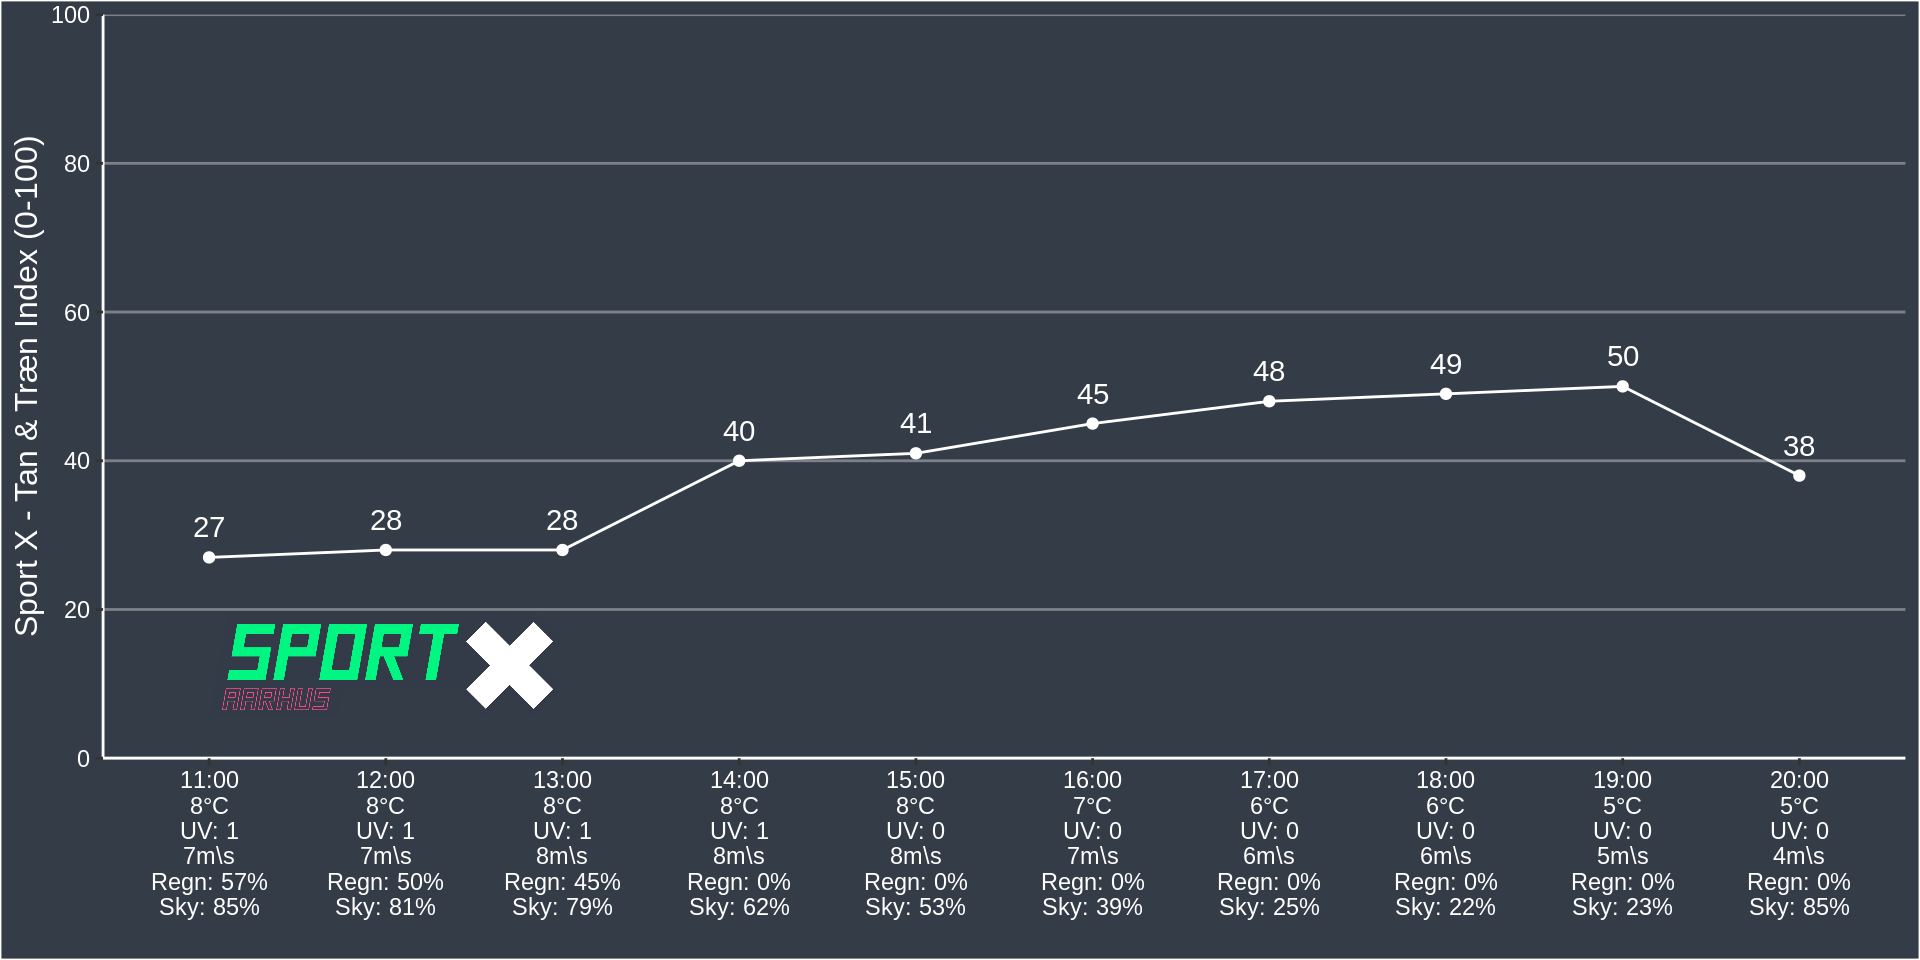 Sport X - Tan & Træn Index (0-100)
100
80
60
40
20
0
27
28
28
40
41
45
48
49
50
38
SPORT X
AARHUS
11:00 12:00 13:00 14:00 15:00 16:00 17:00 18:00 19:00 20:00
8°C 8°C 8°C 8°C 8°C 7°C 6°C 6°C 5°C 5°C
UV: 1 UV: 1 UV: 1 UV: 1 UV: 0 UV: 0 UV: 0 UV: 0 UV: 0 UV: 0
7m\s 7m\s 8m\s 8m\s 8m\s 7m\s 6m\s 6m\s 5m\s 4m\s
Regn: 57% Regn: 50% Regn: 45% Regn: 0% Regn: 0% Regn: 0% Regn: 0% Regn: 0% Regn: 0% Regn: 0%
Sky: 85% Sky: 81% Sky: 79% Sky: 62% Sky: 53% Sky: 39% Sky: 25% Sky: 22% Sky: 23% Sky: 85%